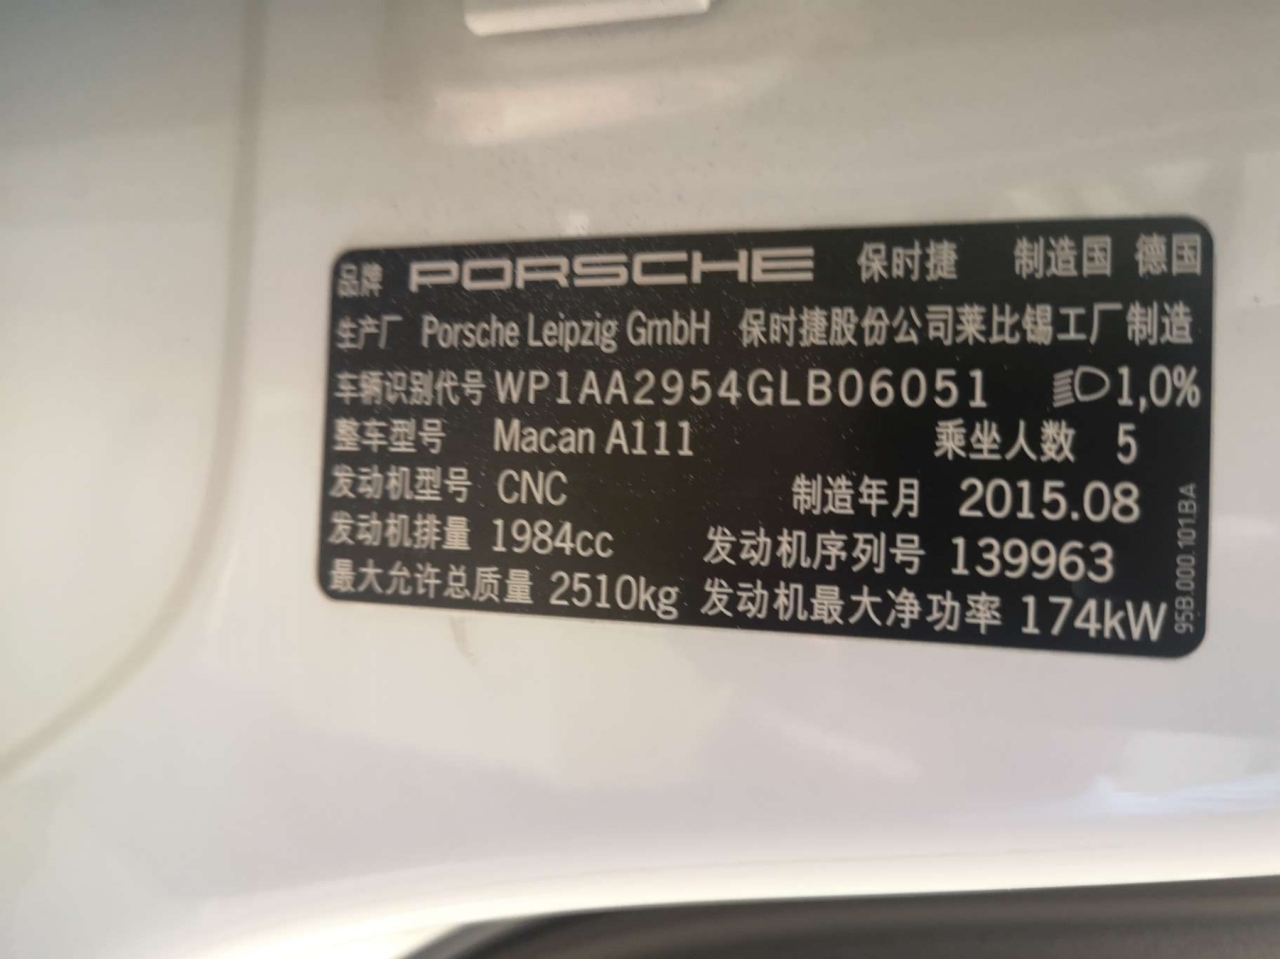 品牌 PORSCHE 保时捷 制造国 德国
生产厂 Porsche Leipzig GmbH 保时捷股份公司莱比锡工厂制造
车辆识别代号 WP1AA2954GLB06051 1,0%
整车型号 Macan A111 乘坐人数 5
发动机型号 CNC 制造年月 2015.08
发动机排量 1984cc 发动机序列号 139963
最大允许总质量 2510kg 发动机最大净功率 174kW
95B.000.101.BA